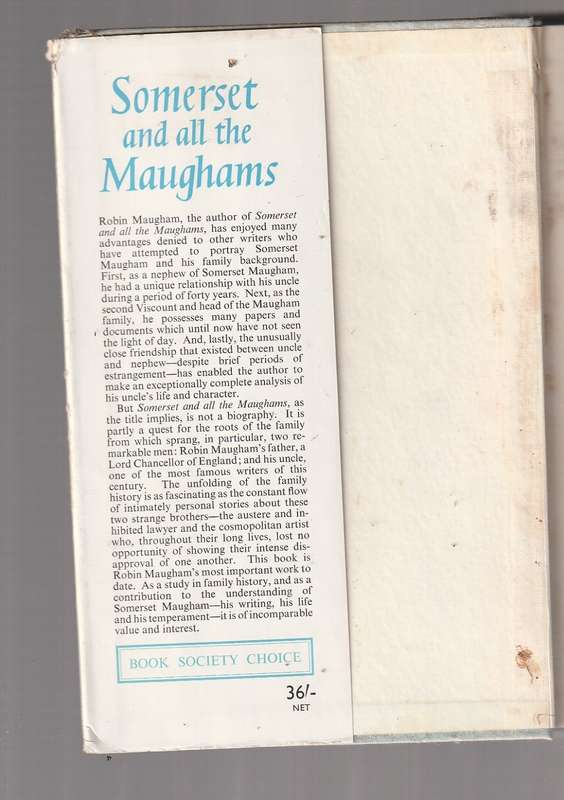 Somerset
and all the
Maughams
Robin Maugham, the author of Somerset
and all the Maughams, has enjoyed many
advantages denied to other writers who
have attempted to portray Somerset
Maugham and his family background.
First, as a nephew of Somerset Maugham,
he had a unique relationship with his uncle
during a period of forty years. Next, as the
second Viscount and head of the Maugham
family, he possesses many papers and
documents which until now have not seen
the light of day. And, lastly, the unusually
close friendship that existed between uncle
and nephew—despite brief periods of
estrangement—has enabled the author to
make an exceptionally complete analysis of
his uncle's life and character.
But Somerset and all the Maughams, as
the title implies, is not a biography. It is
partly a quest for the roots of the family
from which sprang, in particular, two re-
markable men: Robin Maugham's father, a
Lord Chancellor of England; and his uncle,
one of the most famous writers of this
century. The unfolding of the family
history is as fascinating as the constant flow
of intimately personal stories about these
two strange brothers—the austere and in-
hibited lawyer and the cosmopolitan artist
who, throughout their long lives, lost no
opportunity of showing their intense dis-
approval of one another. This book is
Robin Maugham's most important work to
date. As a study in family history, and as a
contribution to the understanding of
Somerset Maugham—his writing, his life
and his temperament—it is of incomparable
value and interest.
BOOK SOCIETY CHOICE
36/-
NET